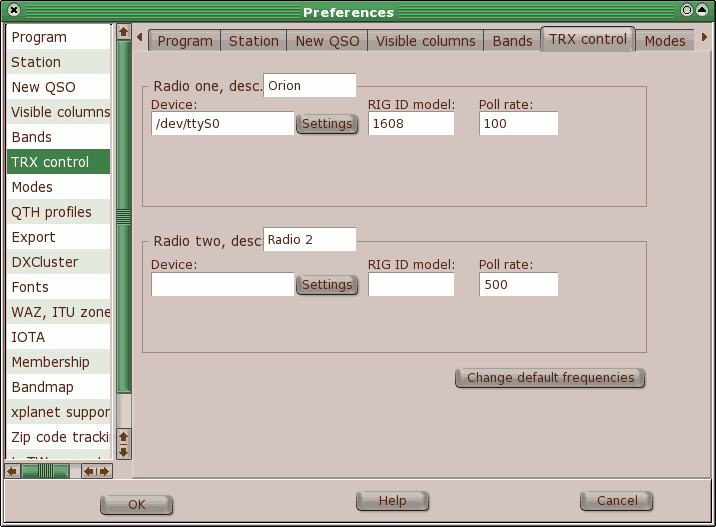 Preferences
Program
Station
New QSO
Visible columns
Bands
TRX control
Modes
QTH profiles
Export
DXCluster
Fonts
WAZ, ITU zone
IOTA
Membership
Bandmap
xplanet suppor
Zip code tracki
Program Station New QSO Visible columns Bands TRX control Modes
Radio one, desc. Orion
Device: RIG ID model: Poll rate:
/dev/ttyS0 Settings 1608 100
Radio two, desc: Radio 2
Device: RIG ID model: Poll rate:
Settings 500
Change default frequencies
OK Help Cancel